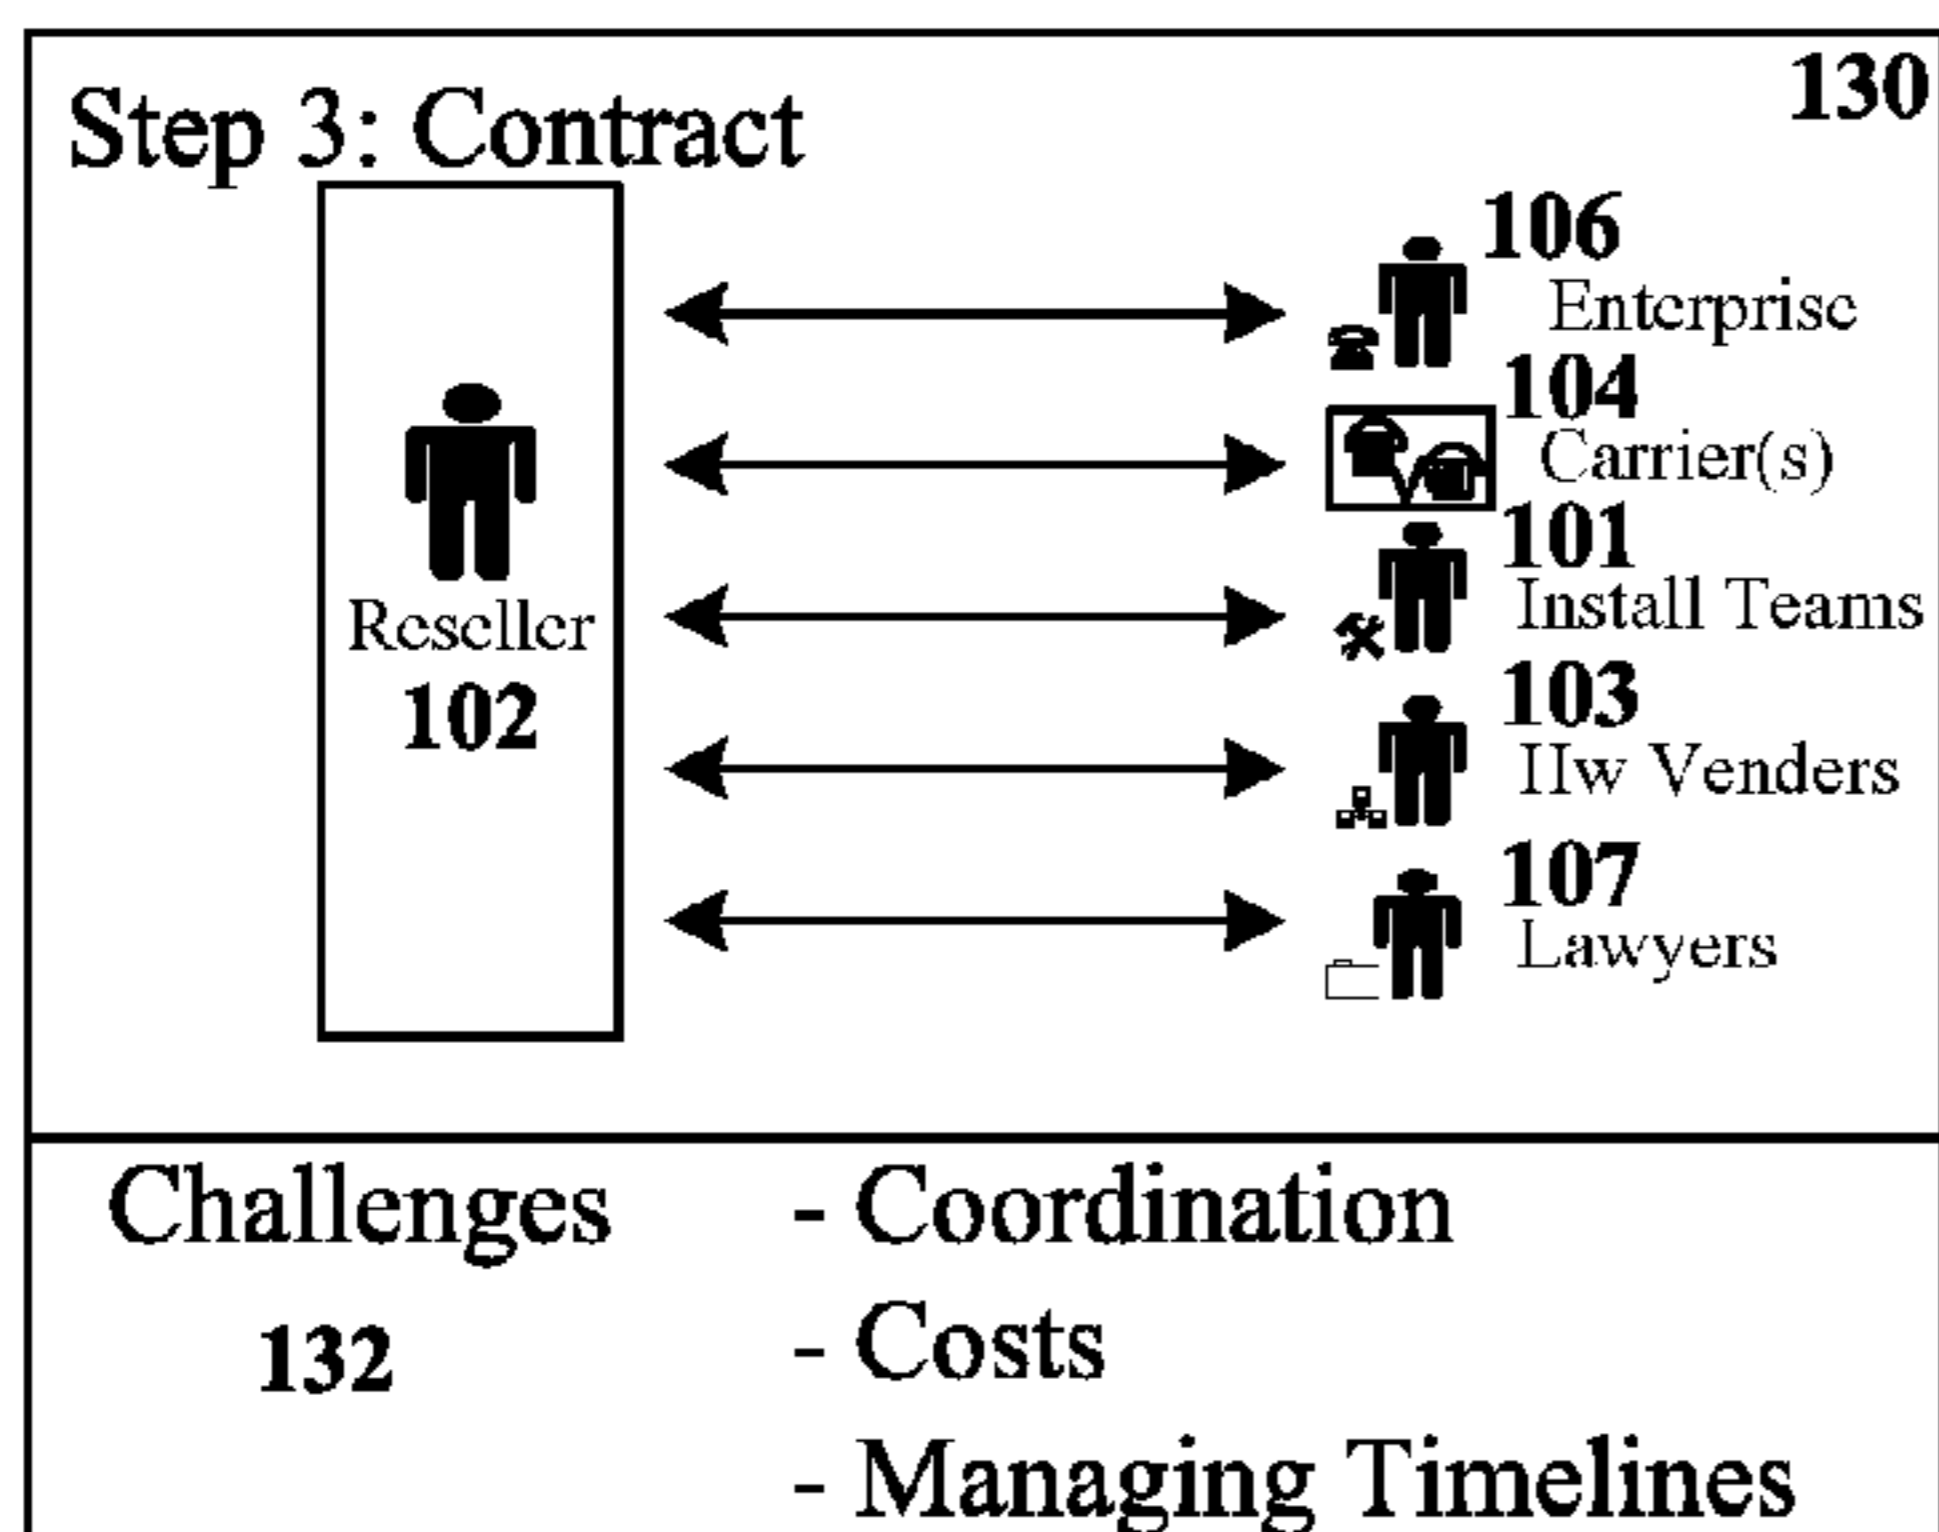 130
Step 3: Contract
106
Enterprise
104
Carrier(s)
101
Install Teams
Reseller
102
103
Hw Venders
107
Lawyers
Challenges - Coordination
132 - Costs
- Managing Timelines